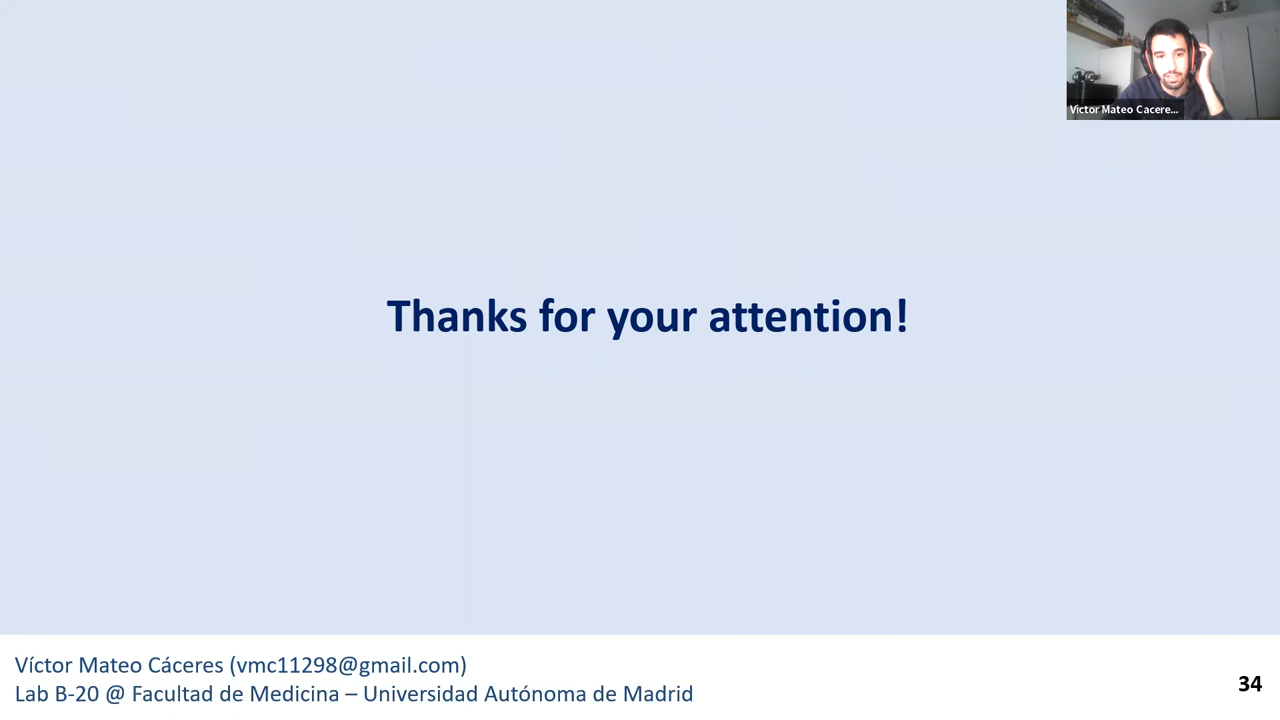 Victor Mateo Cacere...
Thanks for your attention!
Víctor Mateo Cáceres (vmc11298@gmail.com)
Lab B-20 @ Facultad de Medicina – Universidad Autónoma de Madrid
34